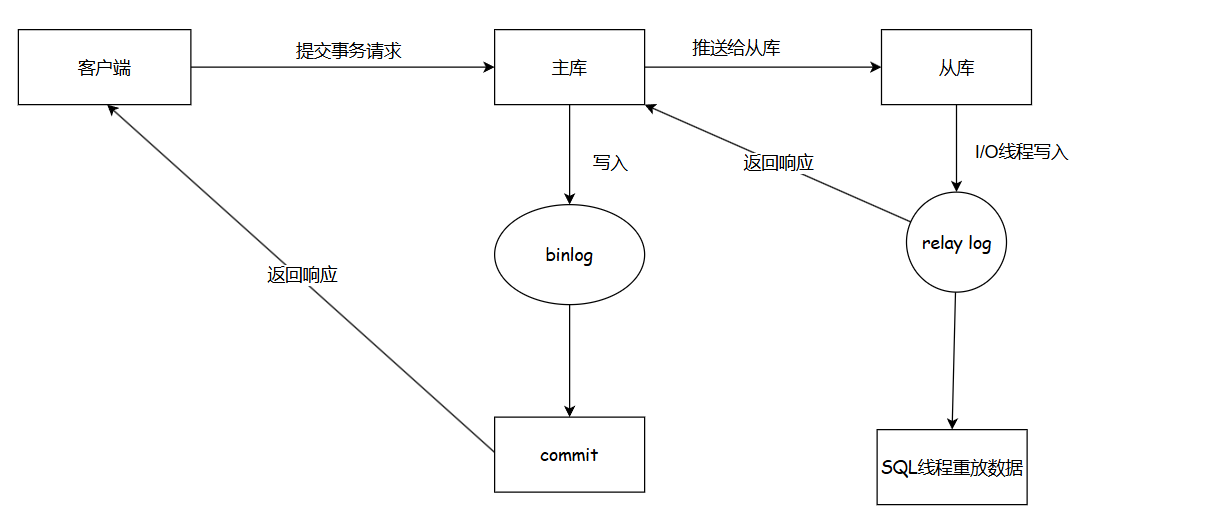 客户端
提交事务请求
主库
推送给从库
从库
写入
返回响应
I/O线程写入
binlog
relay log
返回响应
commit
SQL线程重放数据